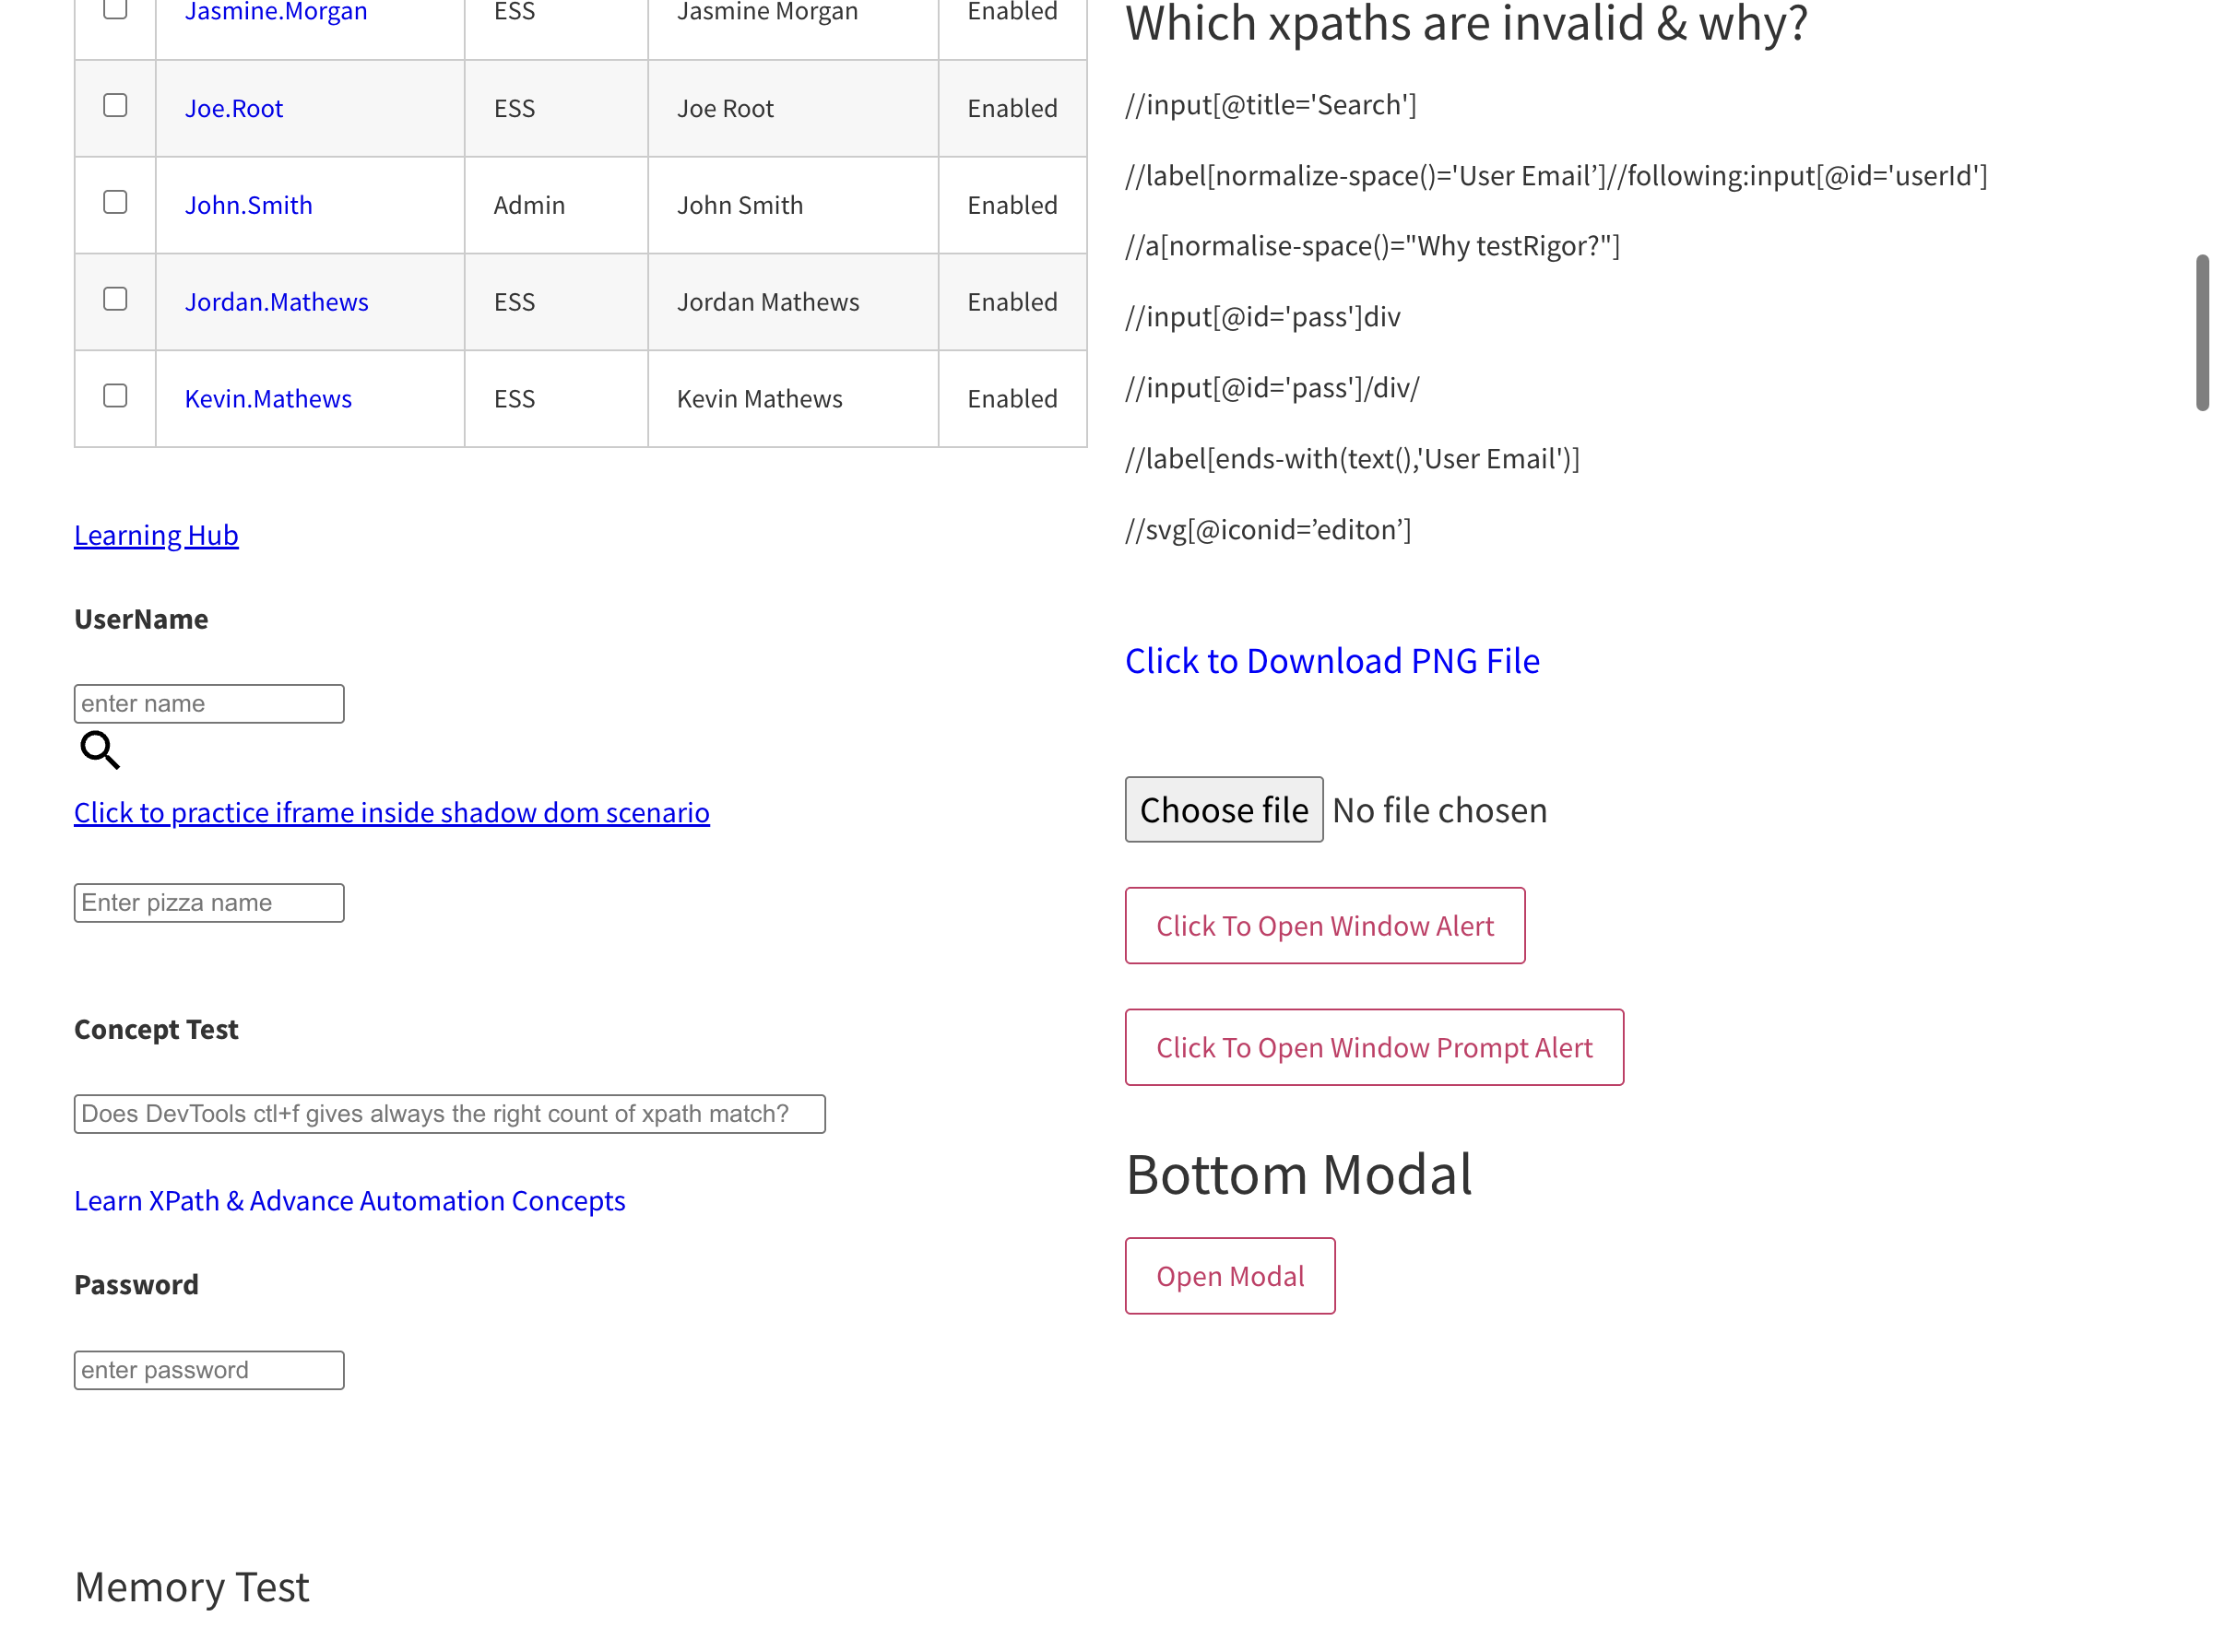 Jasmine.Morgan ESS Jasmine Morgan Enabled
Joe.Root ESS Joe Root Enabled
John.Smith Admin John Smith Enabled
Jordan.Mathews ESS Jordan Mathews Enabled
Kevin.Mathews ESS Kevin Mathews Enabled
Learning Hub
UserName
enter name
Click to practice iframe inside shadow dom scenario
Enter pizza name
Concept Test
Does DevTools ctl+f gives always the right count of xpath match?
Learn XPath & Advance Automation Concepts
Password
enter password
Memory Test
Which xpaths are invalid & why?
//input[@title='Search']
//label[normalize-space()='User Email’]//following:input[@id='userId']
//a[normalise-space()="Why testRigor?"]
//input[@id='pass']div
//input[@id='pass']/div/
//label[ends-with(text(),'User Email')]
//svg[@iconid=’editon’]
Click to Download PNG File
Choose file No file chosen
Click To Open Window Alert
Click To Open Window Prompt Alert
Bottom Modal
Open Modal